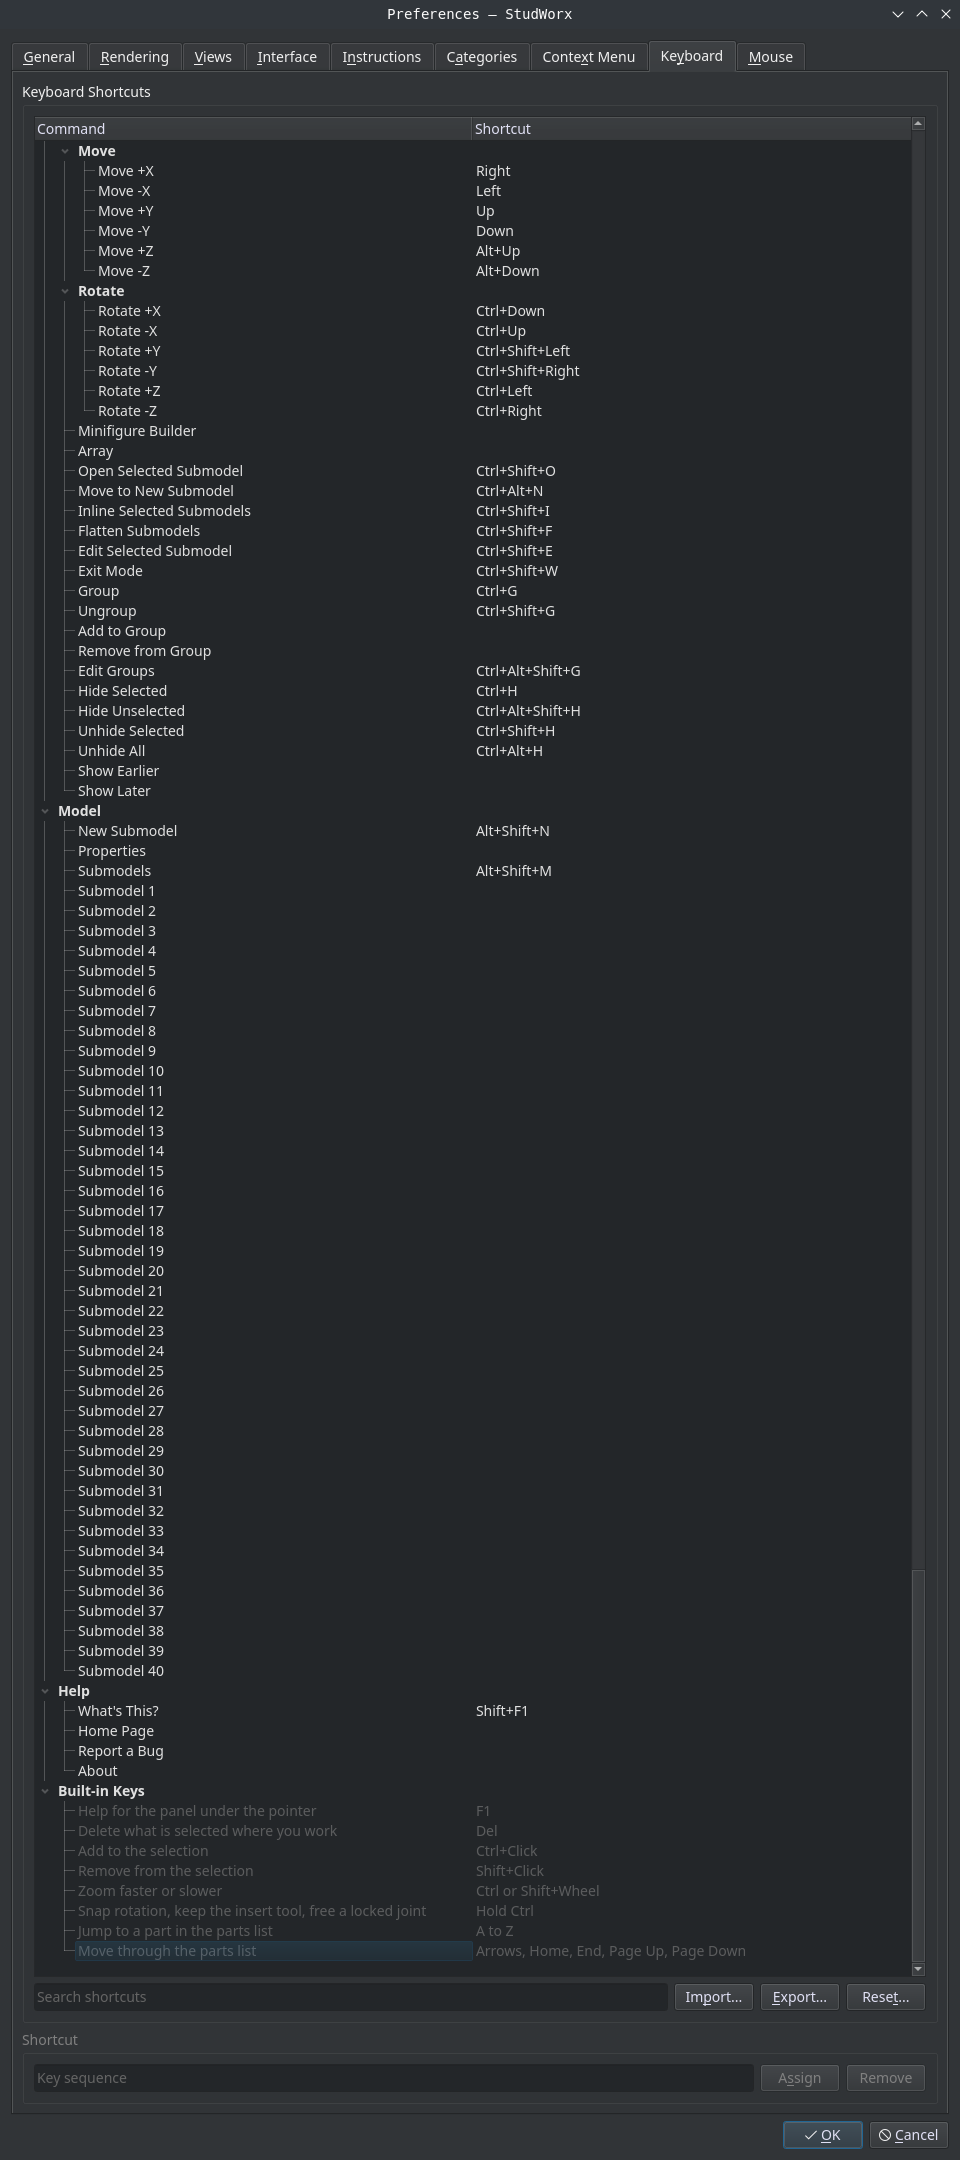 Preferences — StudWorx
General Rendering Views Interface Instructions Categories Context Menu Keyboard Mouse
Keyboard Shortcuts
Command Shortcut
Move
Move +X Right
Move -X Left
Move +Y Up
Move -Y Down
Move +Z Alt+Up
Move -Z Alt+Down
Rotate
Rotate +X Ctrl+Down
Rotate -X Ctrl+Up
Rotate +Y Ctrl+Shift+Left
Rotate -Y Ctrl+Shift+Right
Rotate +Z Ctrl+Left
Rotate -Z Ctrl+Right
Minifigure Builder
Array
Open Selected Submodel Ctrl+Shift+O
Move to New Submodel Ctrl+Alt+N
Inline Selected Submodels Ctrl+Shift+I
Flatten Submodels Ctrl+Shift+F
Edit Selected Submodel Ctrl+Shift+E
Exit Mode Ctrl+Shift+W
Group Ctrl+G
Ungroup Ctrl+Shift+G
Add to Group
Remove from Group
Edit Groups Ctrl+Alt+Shift+G
Hide Selected Ctrl+H
Hide Unselected Ctrl+Alt+Shift+H
Unhide Selected Ctrl+Shift+H
Unhide All Ctrl+Alt+H
Show Earlier
Show Later
Model
New Submodel Alt+Shift+N
Properties
Submodels Alt+Shift+M
Submodel 1
Submodel 2
Submodel 3
Submodel 4
Submodel 5
Submodel 6
Submodel 7
Submodel 8
Submodel 9
Submodel 10
Submodel 11
Submodel 12
Submodel 13
Submodel 14
Submodel 15
Submodel 16
Submodel 17
Submodel 18
Submodel 19
Submodel 20
Submodel 21
Submodel 22
Submodel 23
Submodel 24
Submodel 25
Submodel 26
Submodel 27
Submodel 28
Submodel 29
Submodel 30
Submodel 31
Submodel 32
Submodel 33
Submodel 34
Submodel 35
Submodel 36
Submodel 37
Submodel 38
Submodel 39
Submodel 40
Help
What's This? Shift+F1
Home Page
Report a Bug
About
Built-in Keys
Help for the panel under the pointer F1
Delete what is selected where you work Del
Add to the selection Ctrl+Click
Remove from the selection Shift+Click
Zoom faster or slower Ctrl or Shift+Wheel
Snap rotation, keep the insert tool, free a locked joint Hold Ctrl
Jump to a part in the parts list A to Z
Move through the parts list Arrows, Home, End, Page Up, Page Down
Search shortcuts Import... Export... Reset...
Shortcut
Key sequence Assign Remove
OK Cancel